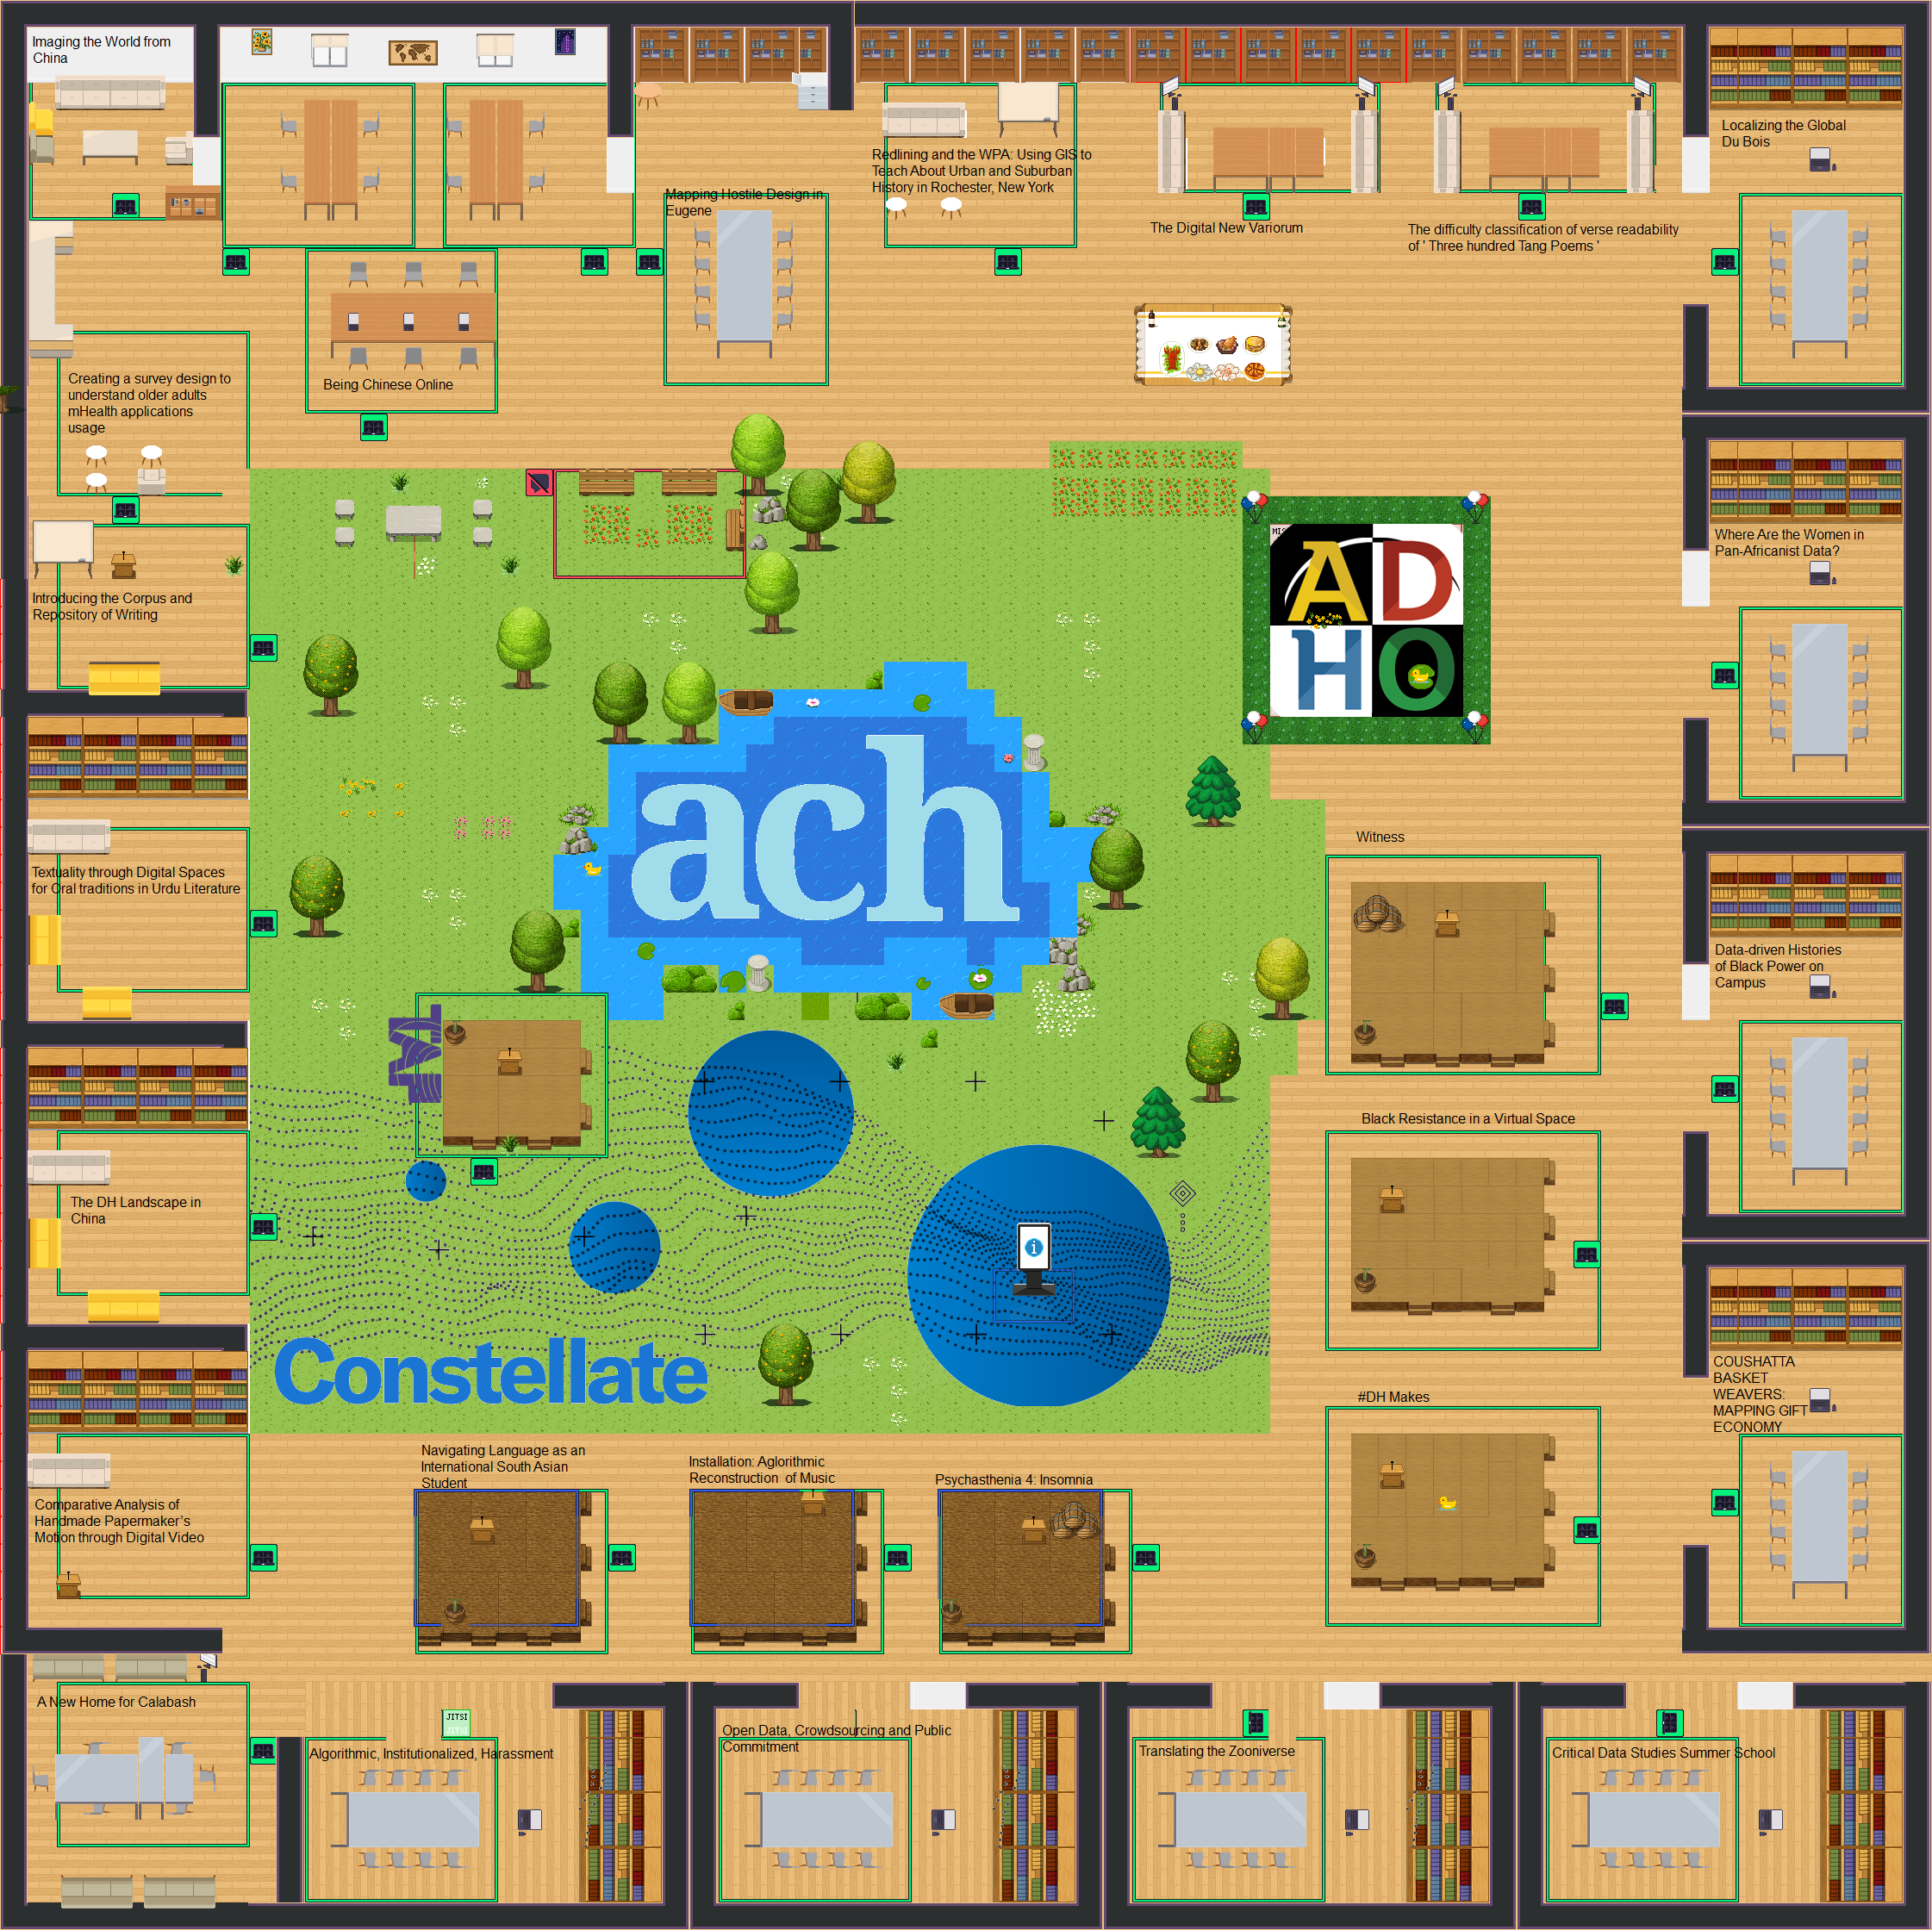 Imaging the World from
China
Localizing the Global
Du Bois
Redlining and the WPA: Using GIS to
Teach About Urban and Suburban
History in Rochester, New York
Mapping Hostile Design in
Eugene
The Digital New Variorum
The difficulty classification of verse readability
of ' Three hundred Tang Poems '
Creating a survey design to
understand older adults
mHealth applications
usage
Being Chinese Online
Introducing the Corpus and
Repository of Writing
AD
HO
Where Are the Women in
Pan-Africanist Data?
ach
Textuality through Digital Spaces
for Oral traditions in Urdu Literature
Witness
Data-driven Histories
of Black Power on
Campus
Black Resistance in a Virtual Space
The DH Landscape in
China
i
Constellate
#DH Makes
COUSHATTA
BASKET
WEAVERS:
MAPPING GIFT
ECONOMY
Navigating Language as an
International South Asian
Student
Installation: Aglorithmic
Reconstruction of Music
Psychasthenia 4: Insomnia
Comparative Analysis of
Handmade Papermaker's
Motion through Digital Video
A New Home for Calabash
JITSI
JITSI
Algorithmic, Institutionalized, Harassment
Open Data, Crowdsourcing and Public
Commitment
Translating the Zooniverse
Critical Data Studies Summer School